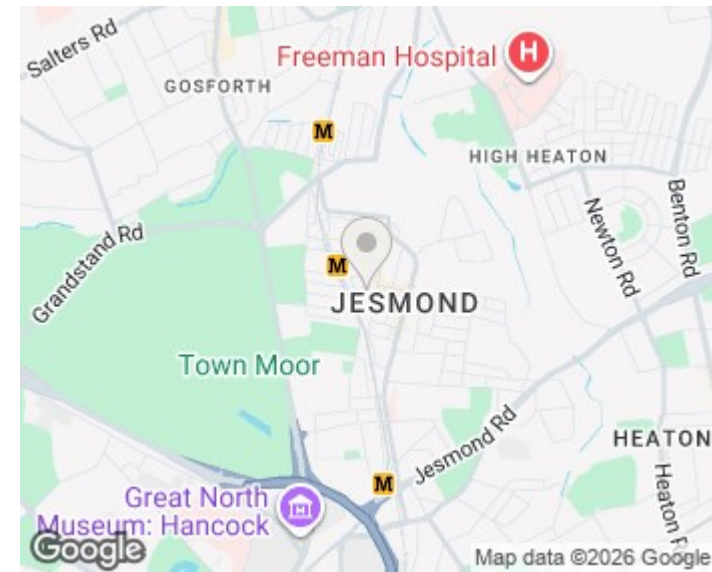 Salters Rd
Freeman Hospital
H
GOSFORTH
M
HIGH HEATON
Benton Rd
Newton Rd
Grandstand Rd
M
JESMOND
Town Moor
Jesmond Rd
HEATON
M
Great North
Museum: Hancock
Heaton R
Google
Map data ©2026 Google